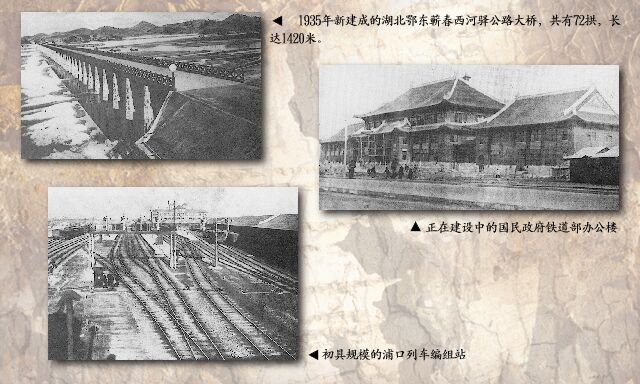 ◀ 1935年新建成的湖北鄂东蕲春西河驿公路大桥，共有72拱，长
达1420米。
▲ 正在建设中的国民政府铁道部办公楼
◀ 初具规模的浦口列车编组站